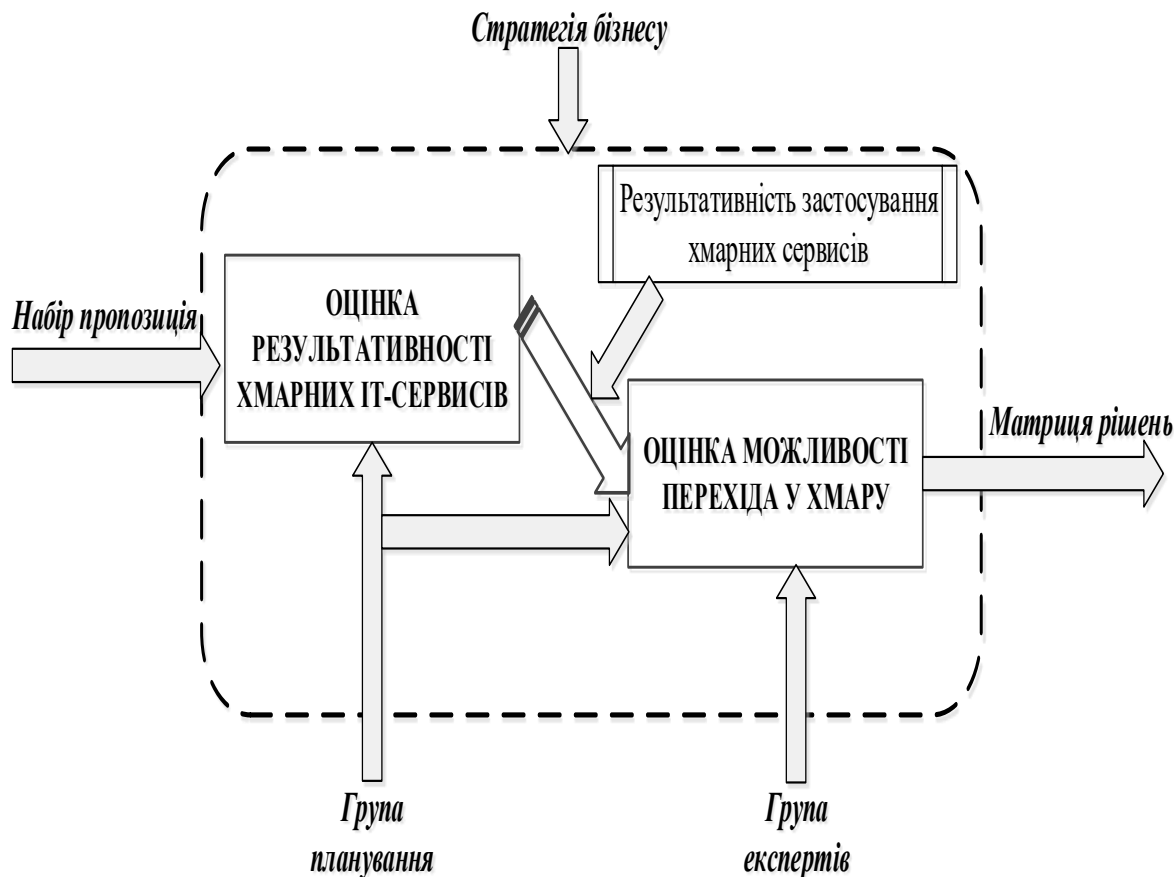 Стратегія бізнесу
Результативність застосування
хмарних сервисів
Набір пропозиція
ОЦІНКА
РЕЗУЛЬТАТИВНОСТІ
ХМАРНИХ ІТ-СЕРВИСІВ
ОЦІНКА МОЖЛИВОСТІ
ПЕРЕХІДА У ХМАРУ
Матриця рішень
Група
планування
Група
експертів